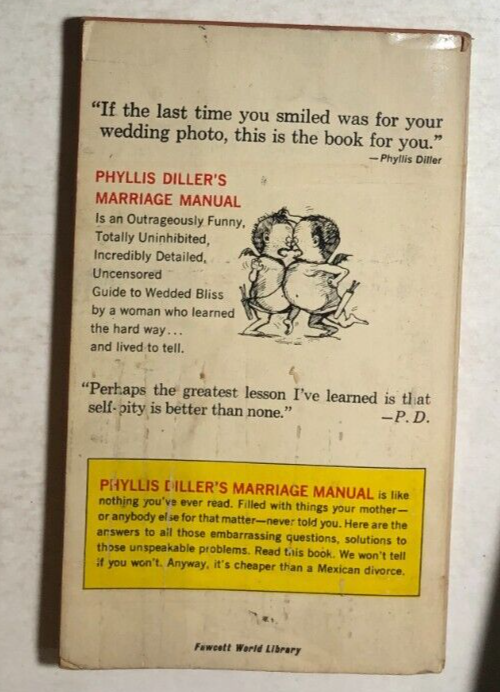 “If the last time you smiled was for your
wedding photo, this is the book for you.”
—Phyllis Diller
PHYLLIS DILLER'S
MARRIAGE MANUAL
Is an Outrageously Funny,
Totally Uninhibited,
Incredibly Detailed,
Uncensored
Guide to Wedded Bliss
by a woman who learned
the hard way...
and lived to tell.
“Perhaps the greatest lesson I've learned is that
self-pity is better than none.”
—P. D.
PHYLLIS DILLER'S MARRIAGE MANUAL is like
nothing you've ever read. Filled with things your mother—
or anybody else for that matter—never told you. Here are the
answers to all those embarrassing questions, solutions to
those unspeakable problems. Read this book. We won't tell
if you won't. Anyway, it's cheaper than a Mexican divorce.
Fawcett World Library